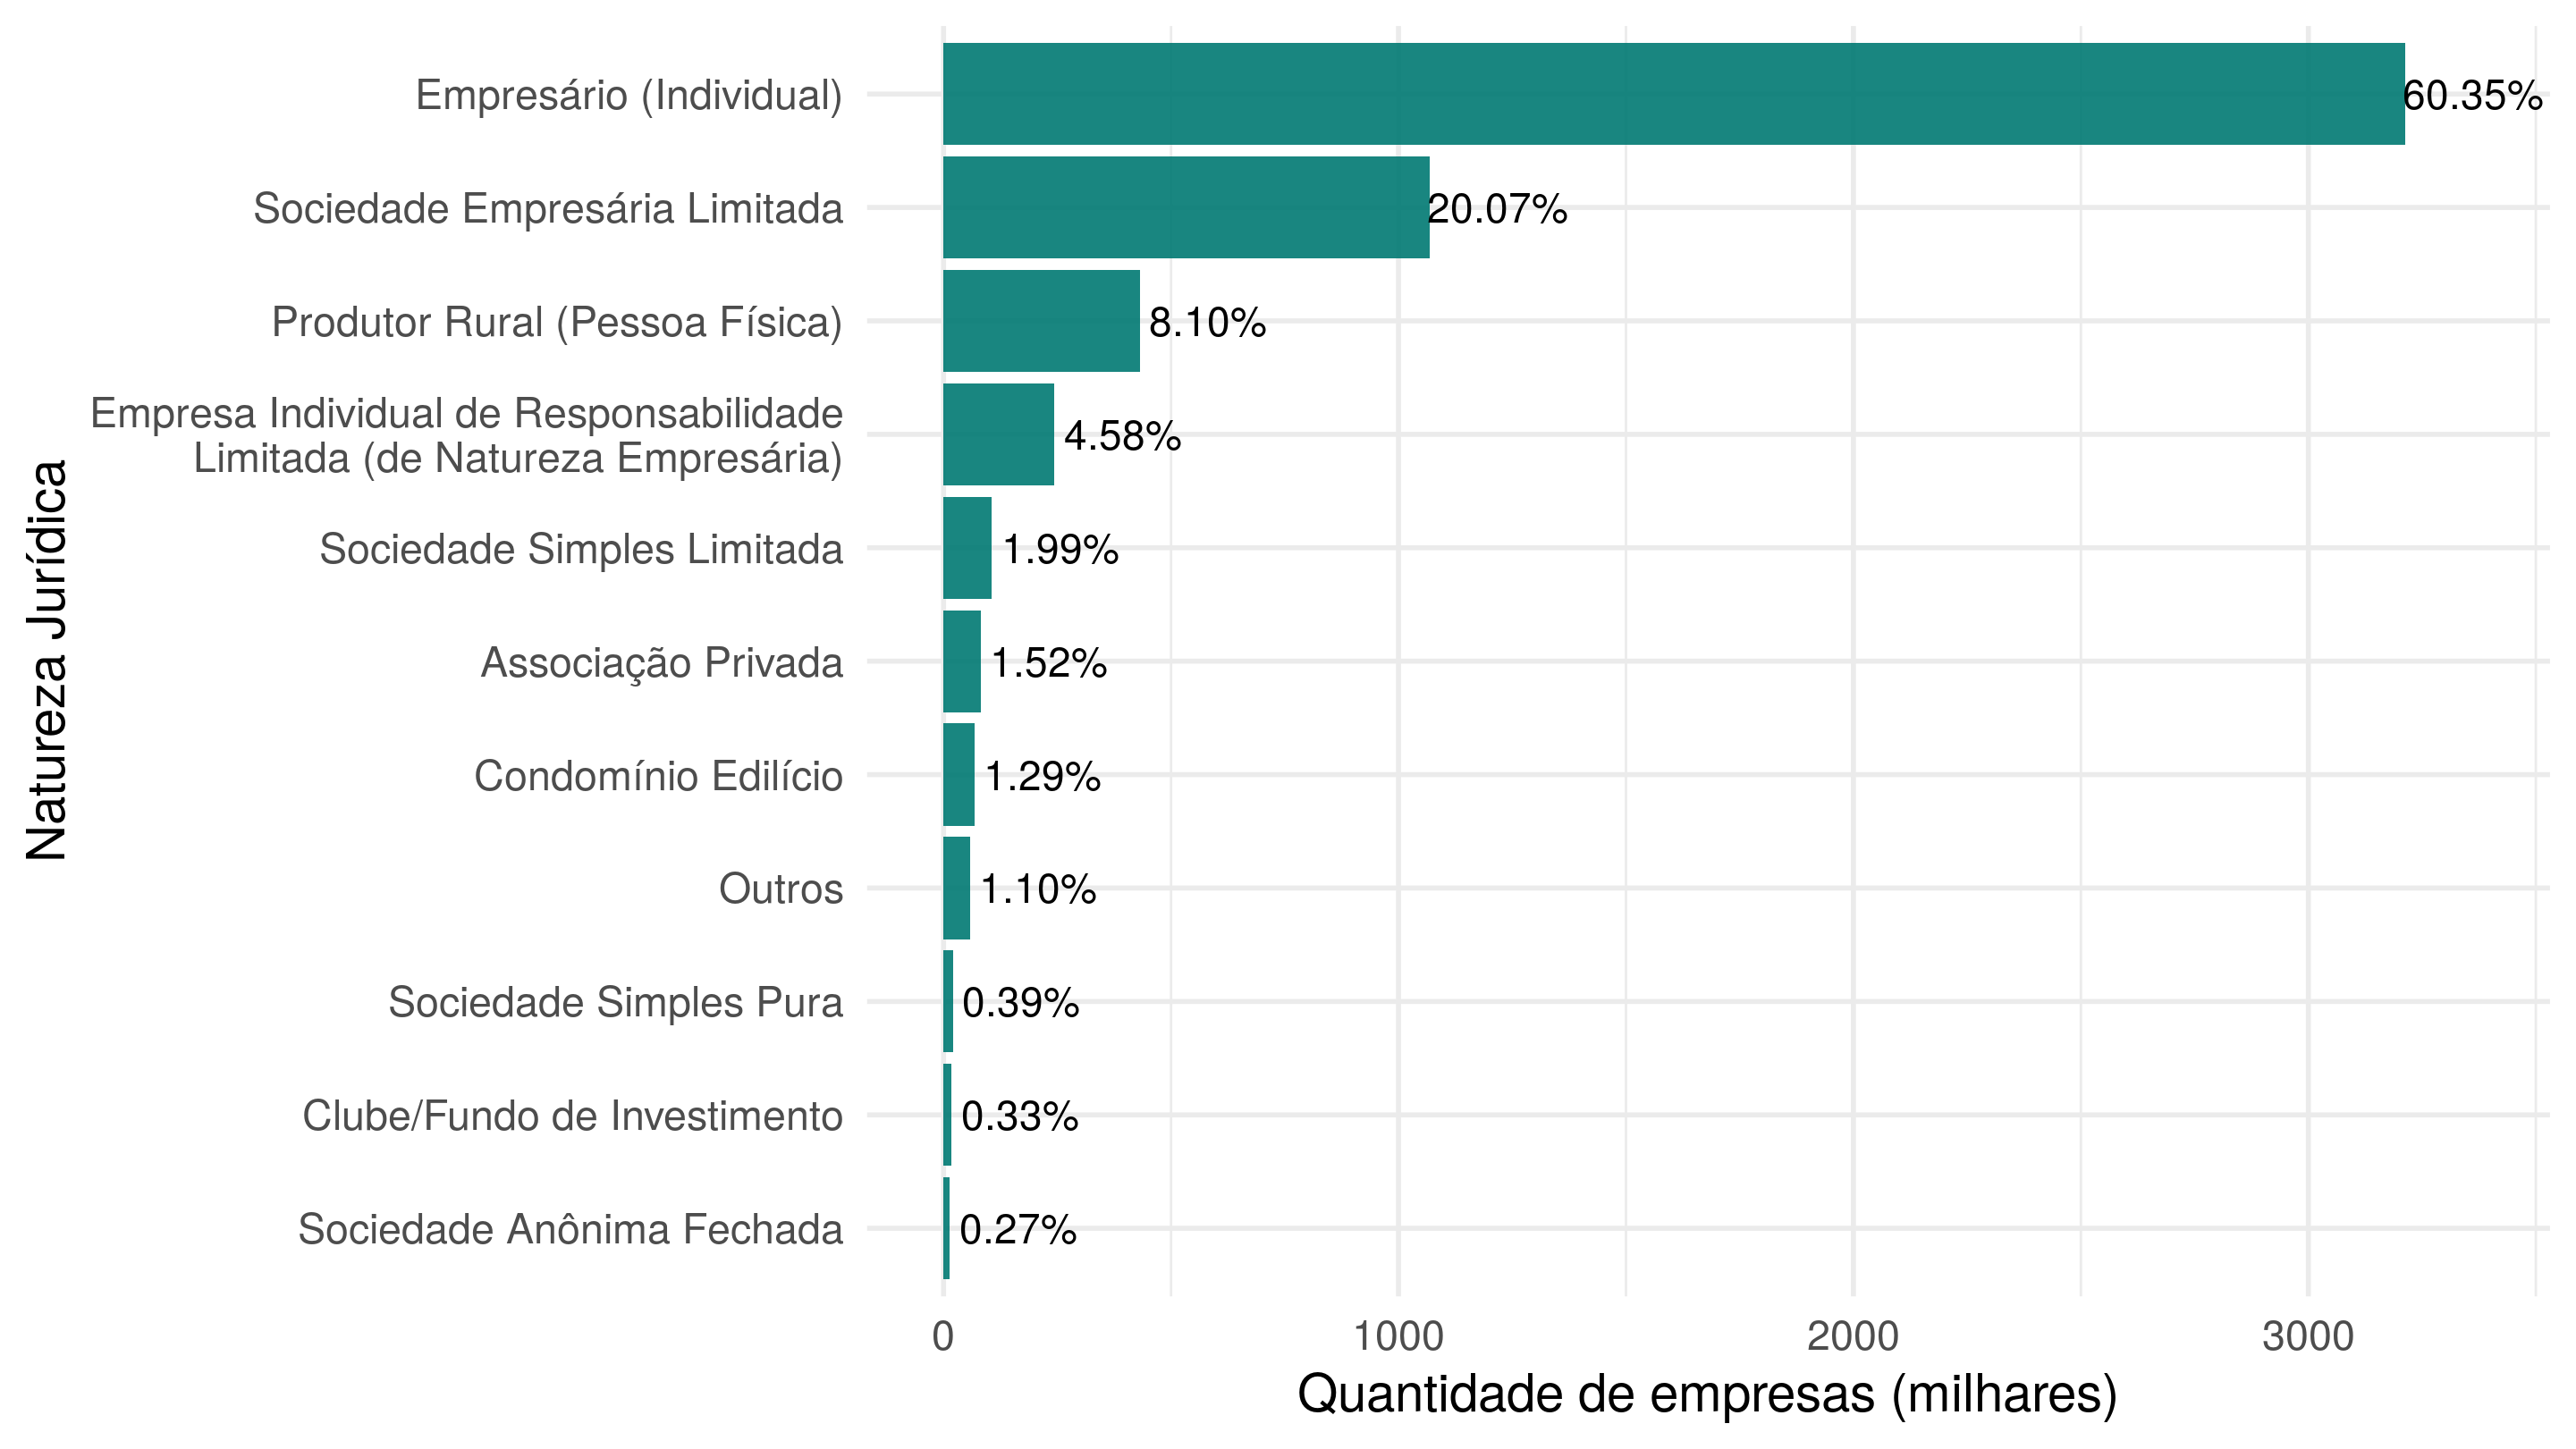 Natureza Jurídica
Empresário (Individual)
60.35%
Sociedade Empresária Limitada
20.07%
Produtor Rural (Pessoa Física)
8.10%
Empresa Individual de Responsabilidade
Limitada (de Natureza Empresária)
4.58%
Sociedade Simples Limitada
1.99%
Associação Privada
1.52%
Condomínio Edilício
1.29%
Outros
1.10%
Sociedade Simples Pura
0.39%
Clube/Fundo de Investimento
0.33%
Sociedade Anônima Fechada
0.27%
0 1000 2000 3000
Quantidade de empresas (milhares)